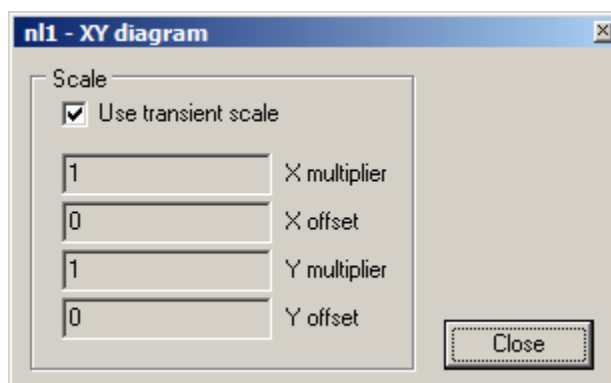 nl1 - XY diagram
Scale
Use transient scale
1 X multiplier
0 X offset
1 Y multiplier
0 Y offset
Close